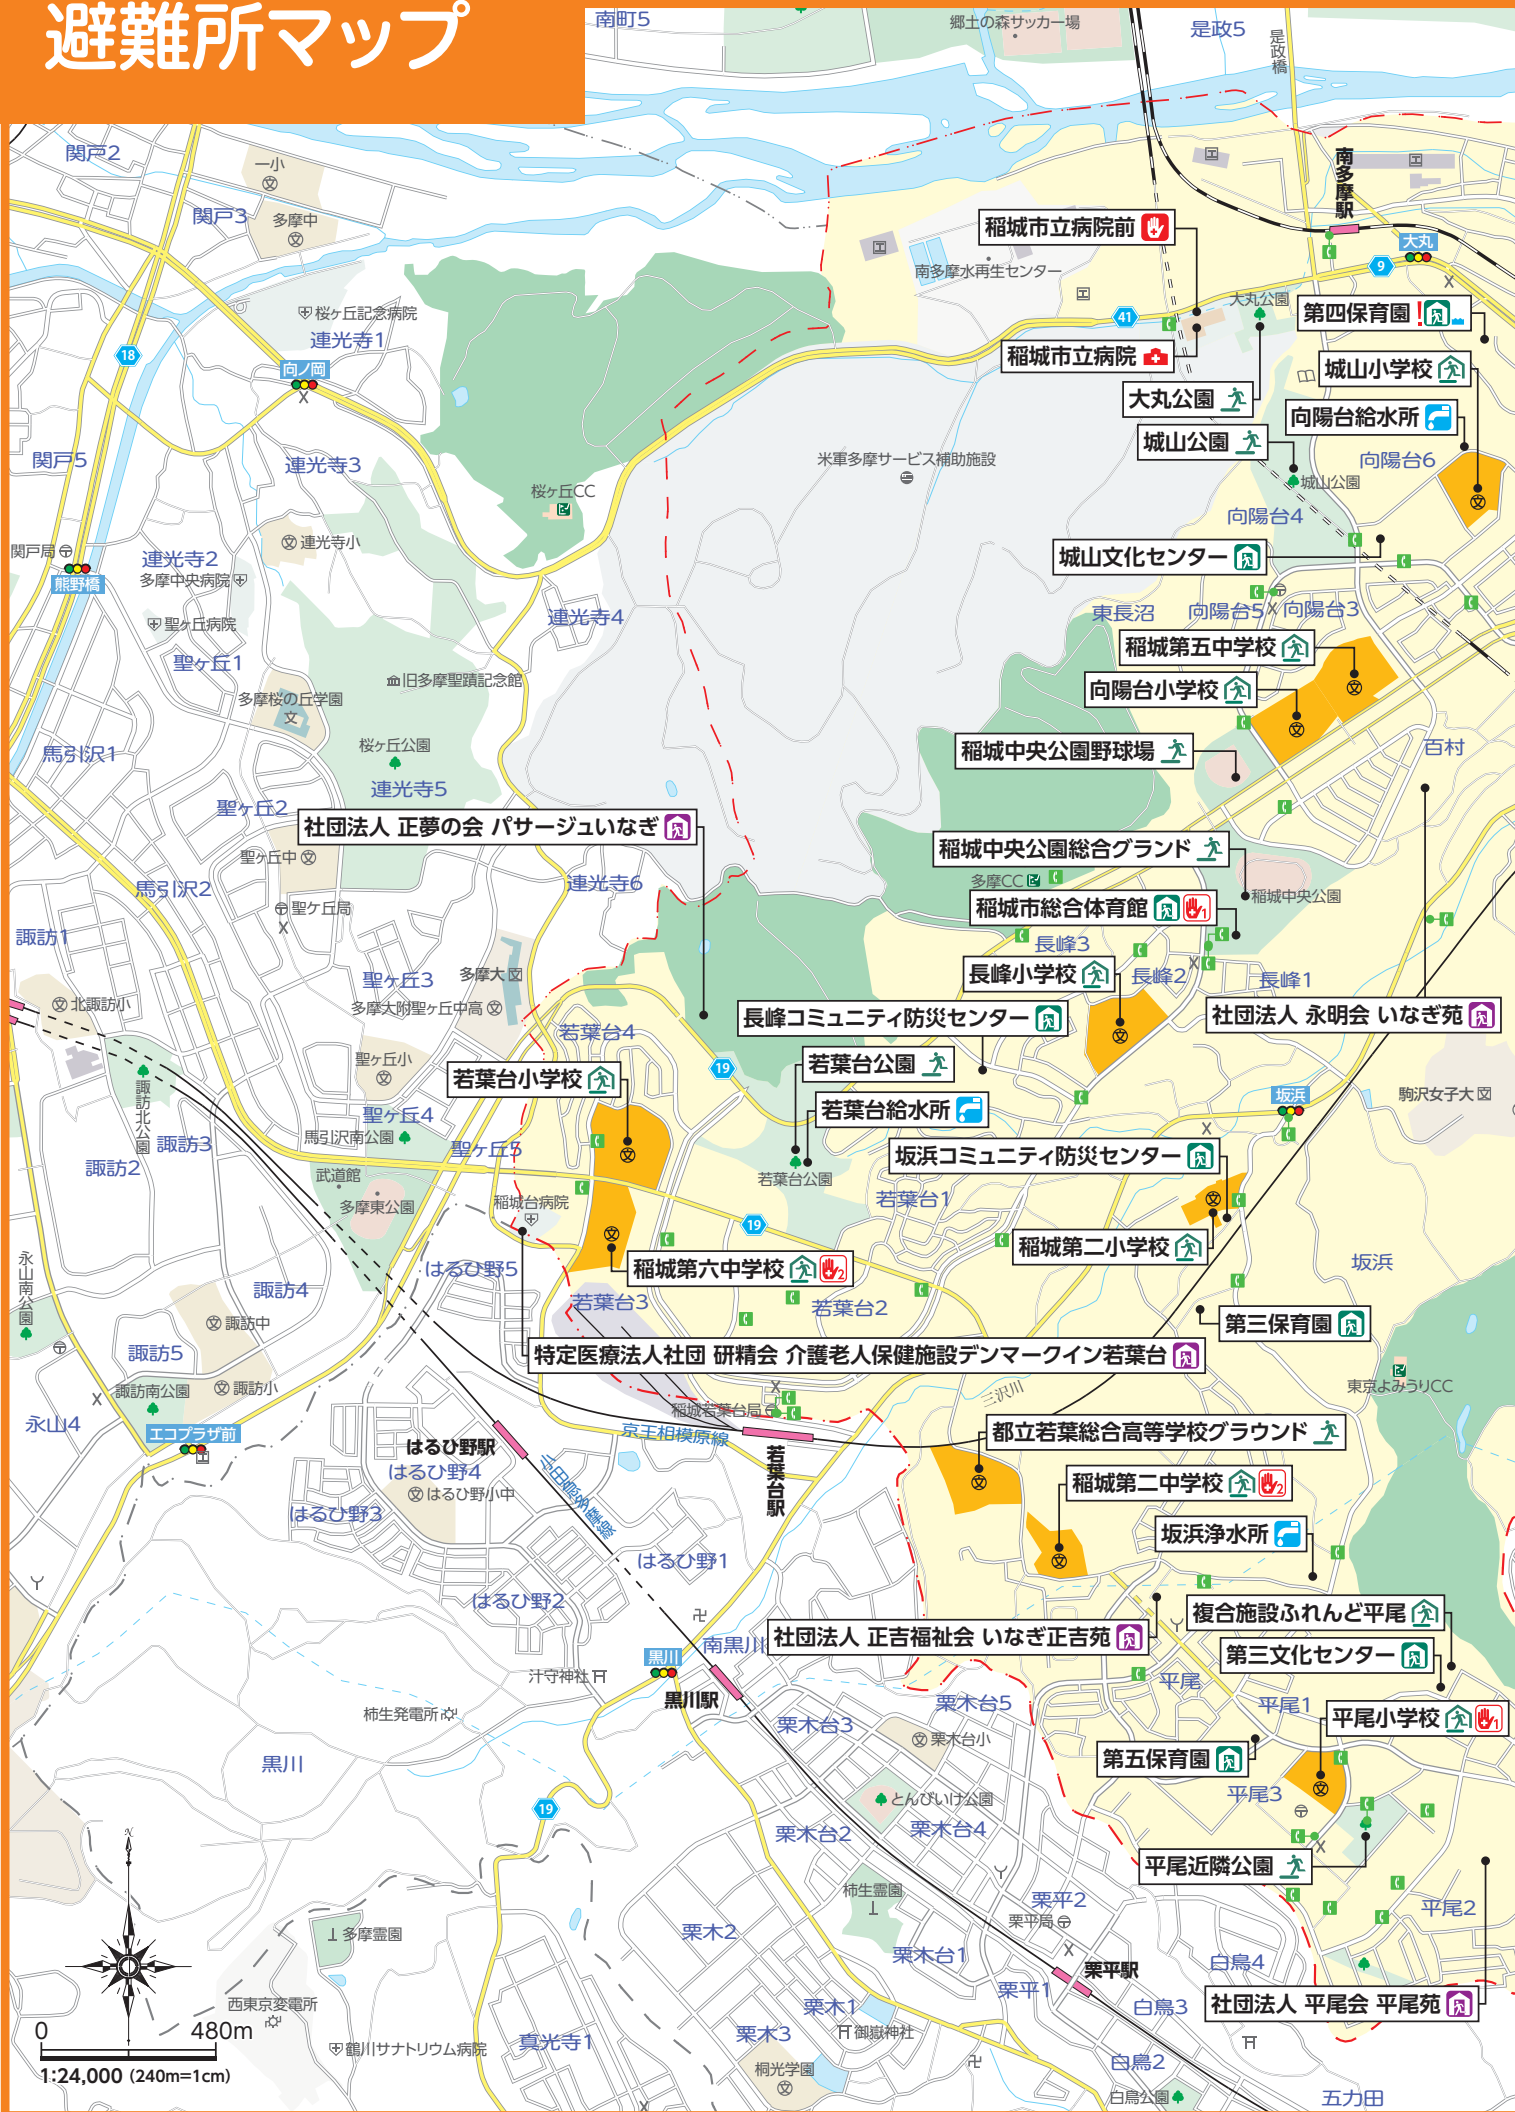 避難所マップ
南町5
郷土の森サッカー場
是政5
是政橋
関戸2
一小
関戸3
多摩中
南多摩駅
稲城市立病院前
大丸
9
南多摩水再生センター
大丸公園
41
第四保育園
桜ヶ丘記念病院
連光寺1
18
向ノ岡
稲城市立病院
城山小学校
大丸公園
向陽台給水所
城山公園
向陽台6
関戸5
連光寺3
米軍多摩サービス補助施設
城山公園
桜ヶ丘CC
向陽台4
連光寺小
関戸局
連光寺2
城山文化センター
多摩中央病院
熊野橋
東長沼
向陽台5
向陽台3
連光寺4
聖ヶ丘病院
聖ヶ丘1
稲城第五中学校
旧多摩聖蹟記念館
向陽台小学校
多摩桜の丘学園
桜ヶ丘公園
馬引沢1
稲城中央公園野球場
百村
連光寺5
聖ヶ丘2
社団法人 正夢の会 パサージュいなぎ
稲城中央公園総合グランド
聖ヶ丘中
多摩CC
連光寺6
馬引沢2
稲城中央公園
聖ケ丘局
稲城市総合体育館
1
諏訪1
長峰3
聖ヶ丘3
多摩大
長峰小学校
長峰2
長峰1
北諏訪小
多摩大附聖ヶ丘中高
長峰コミュニティ防災センター
社団法人 永明会 いなぎ苑
若葉台4
聖ヶ丘小
若葉台公園
19
若葉台小学校
諏訪北公園
若葉台給水所
坂浜
駒沢女子大
聖ヶ丘4
馬引沢南公園
諏訪3
聖ヶ丘5
坂浜コミュニティ防災センター
諏訪2
武道館
若葉台公園
多摩東公園
稲城台病院
若葉台1
19
稲城第二小学校
坂浜
永山南公園
はるひ野5
稲城第六中学校
2
諏訪4
若葉台3
若葉台2
諏訪中
第三保育園
諏訪5
特定医療法人社団 研精会 介護老人保健施設デンマークイン若葉台
諏訪南公園
諏訪小
三沢川
東京よみうりCC
稲城若葉台局
永山4
エコプラザ前
京王相模原線
都立若葉総合高等学校グラウンド
はるひ野駅
若葉台駅
はるひ野4
小田急多摩線
稲城第二中学校
2
はるひ野小中
はるひ野3
坂浜浄水所
はるひ野1
はるひ野2
複合施設ふれんど平尾
社団法人 正吉福祉会 いなぎ正吉苑
南黒川
黒川
第三文化センター
汁守神社
平尾
黒川駅
栗木台5
平尾1
柿生発電所
栗木台3
平尾小学校
1
栗木台小
第五保育園
黒川
平尾3
とんびいけ公園
19
栗木台2
栗木台4
平尾近隣公園
柿生霊園
栗平2
平尾2
栗平局
多摩霊園
栗木2
栗木台1
白鳥4
栗平駅
栗平1
西東京変電所
栗木1
白鳥3
社団法人 平尾会 平尾苑
N
0
480m
栗木3
御嶽神社
真光寺1
鶴川サナトリウム病院
白鳥2
桐光学園
1:24,000 (240m=1cm)
白鳥公園
五力田